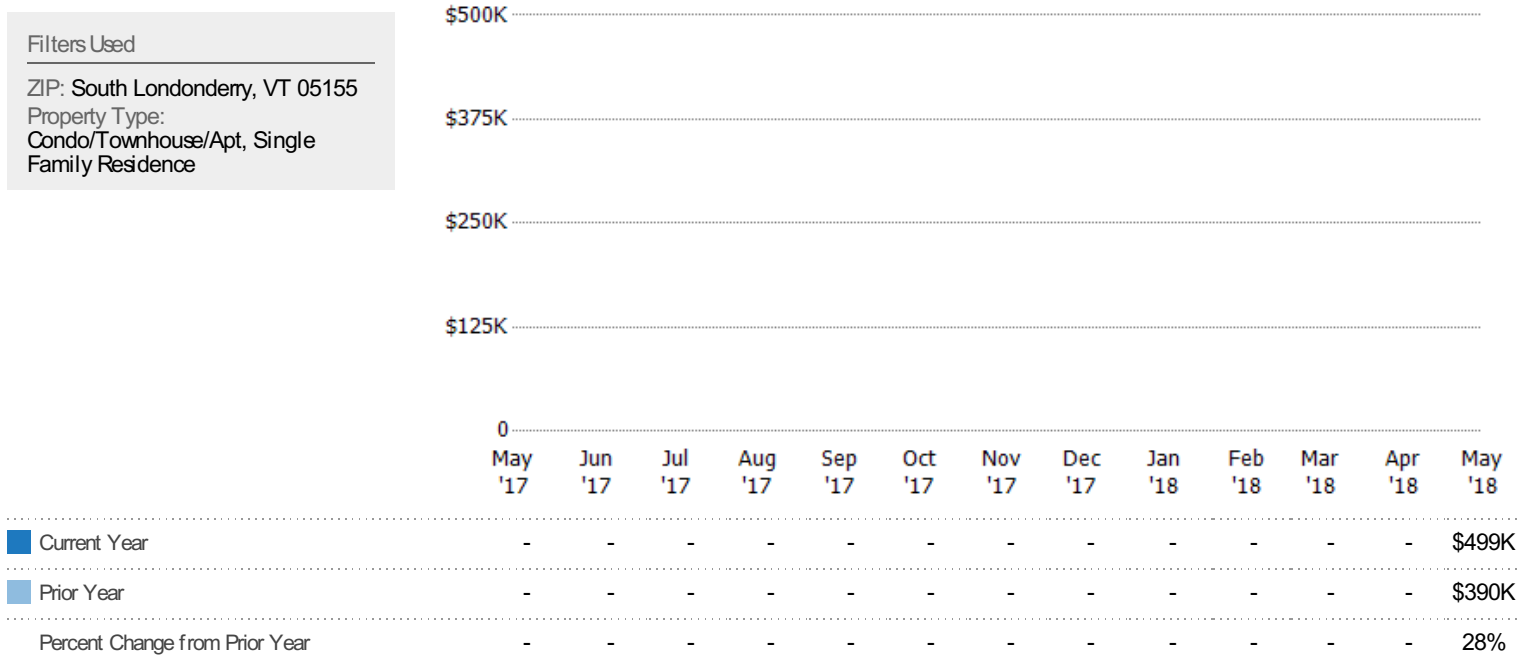 Filters Used
ZIP: South Londonderry, VT 05155
Property Type:
Condo/Townhouse/Apt, Single
Family Residence
$500K
$375K
$250K
$125K
0
May Jun Jul Aug Sep Oct Nov Dec Jan Feb Mar Apr May
'17 '17 '17 '17 '17 '17 '17 '17 '18 '18 '18 '18 '18
Current Year - - - - - - - - - - - - $499K
Prior Year - - - - - - - - - - - - $390K
Percent Change from Prior Year - - - - - - - - - - - - 28%